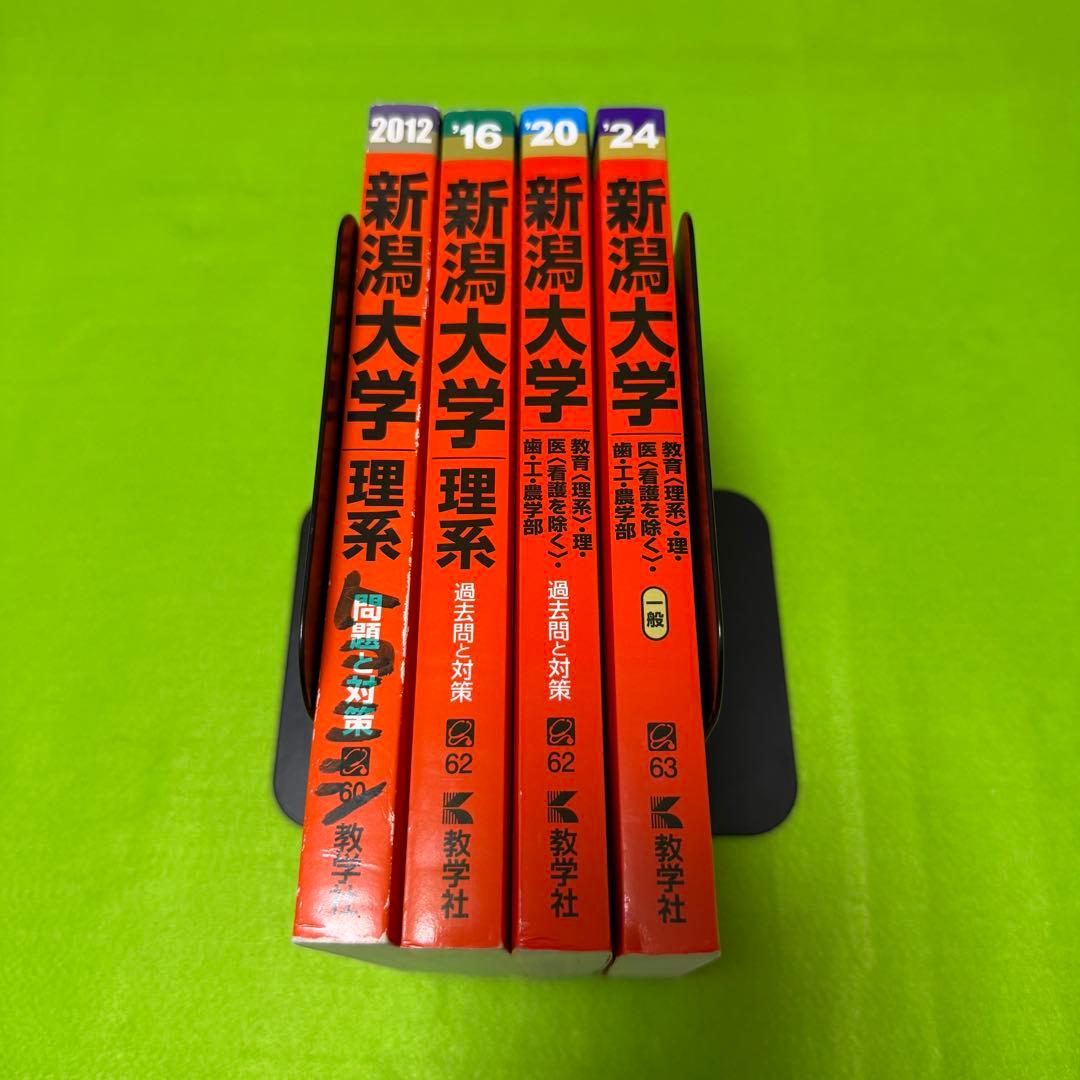 2012
新潟大学
理系
問題と対策
60
教学社
'16
新潟大学
理系
過去問と対策
62
教学社
'20
新潟大学
教育〈理系〉・理・
医〈看護を除く〉・
歯・工・農学部
過去問と対策
62
教学社
'24
新潟大学
教育〈理系〉・理・
医〈看護を除く〉・
歯・工・農学部
一般
63
教学社